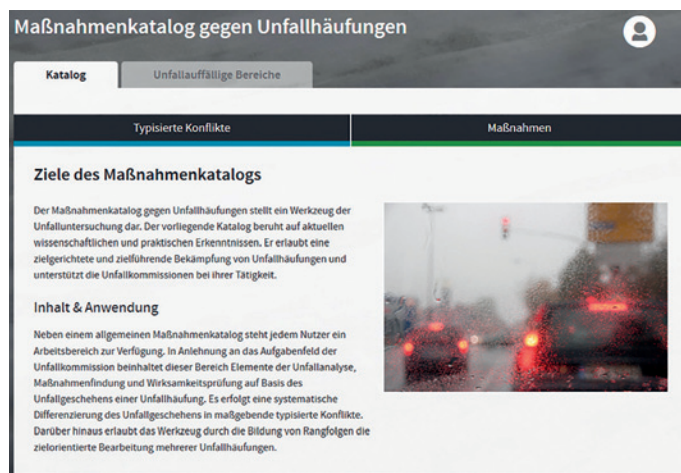 Maßnahmenkatalog gegen Unfallhäufungen
Katalog
Unfallauffällige Bereiche
Typisierte Konflikte
Maßnahmen
Ziele des Maßnahmenkatalogs
Der Maßnahmenkatalog gegen Unfallhäufungen stellt ein Werkzeug der
Unfalluntersuchung dar. Der vorliegende Katalog beruht auf aktuellen
wissenschaftlichen und praktischen Erkenntnissen. Er erlaubt eine
zielgerichtete und zielführende Bekämpfung von Unfallhäufungen und
unterstützt die Unfallkommissionen bei ihrer Tätigkeit.
Inhalt & Anwendung
Neben einem allgemeinen Maßnahmenkatalog steht jedem Nutzer ein
Arbeitsbereich zur Verfügung. In Anlehnung an das Aufgabenfeld der
Unfallkommission beinhaltet dieser Bereich Elemente der Unfallanalyse,
Maßnahmenfindung und Wirksamkeitsprüfung auf Basis des
Unfallgeschehens einer Unfallhäufung. Es erfolgt eine systematische
Differenzierung des Unfallgeschehens in maßgebende typisierte Konflikte.
Darüber hinaus erlaubt das Werkzeug durch die Bildung von Rangfolgen die
zielorientierte Bearbeitung mehrerer Unfallhäufungen.